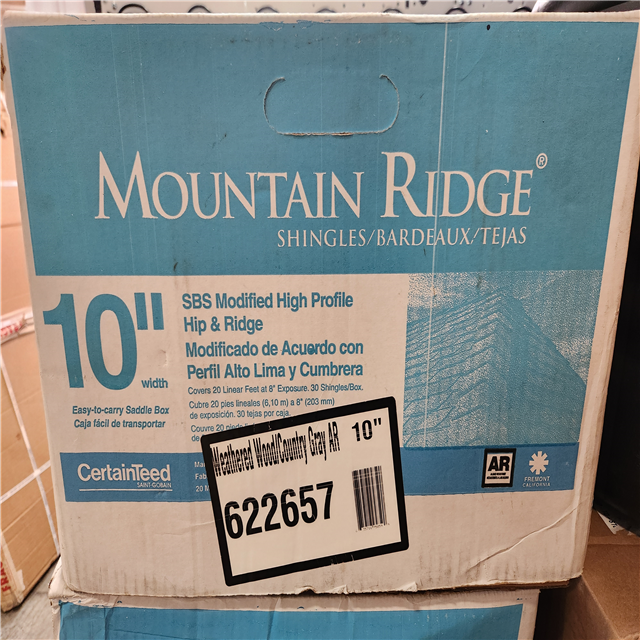 MOUNTAIN RIDGE®
SHINGLES/BARDEAUX/TEJAS
10"
width
Easy-to-carry Saddle Box
Caja fácil de transportar
SBS Modified High Profile
Hip & Ridge
Modificado de Acuerdo con
Perfil Alto Lima y Cumbrera
Covers 20 Linear Feet at 8" Exposure. 30 Shingles/Box.
Cubre 20 pies lineales (6,10 m) a 8" (203 mm)
de exposición. 30 tejas por caja.
Couvre 20
CertainTeed
SAINT-GOBAIN
Weathered Wood/Country Gray AR 10"
622657
AR
FREMONT
CALIFORNIA